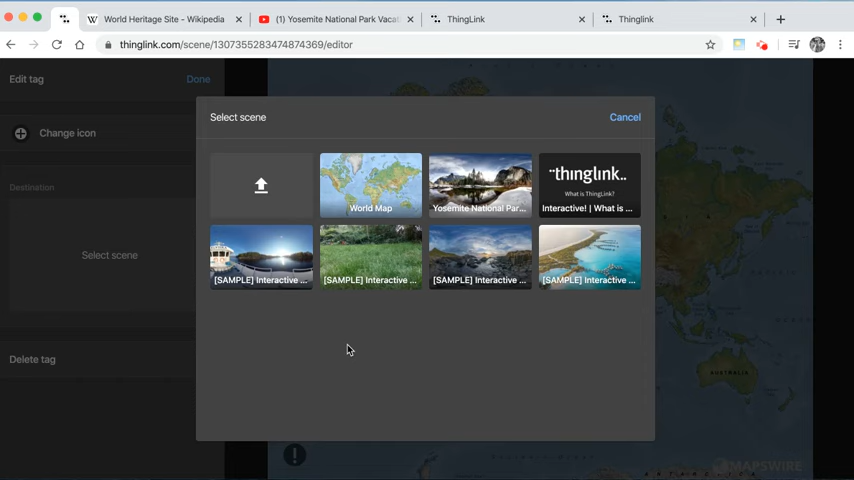 World Heritage Site - Wikipedia
(1) Yosemite National Park Vacat
ThingLink
Thinglink
thinglink.com/scene/1307355283474874369/editor
Edit tag
Done
Select scene
Cancel
Change icon
Destination
Select scene
Delete tag
World Map
Yosemite National Par...
··thinglink..
What is ThingLink?
Interactive! | What is ...
[SAMPLE] Interactive ...
[SAMPLE] Interactive ...
[SAMPLE] Interactive ...
[SAMPLE] Interactive ...
AUSTRALIA
MAPSWIRE